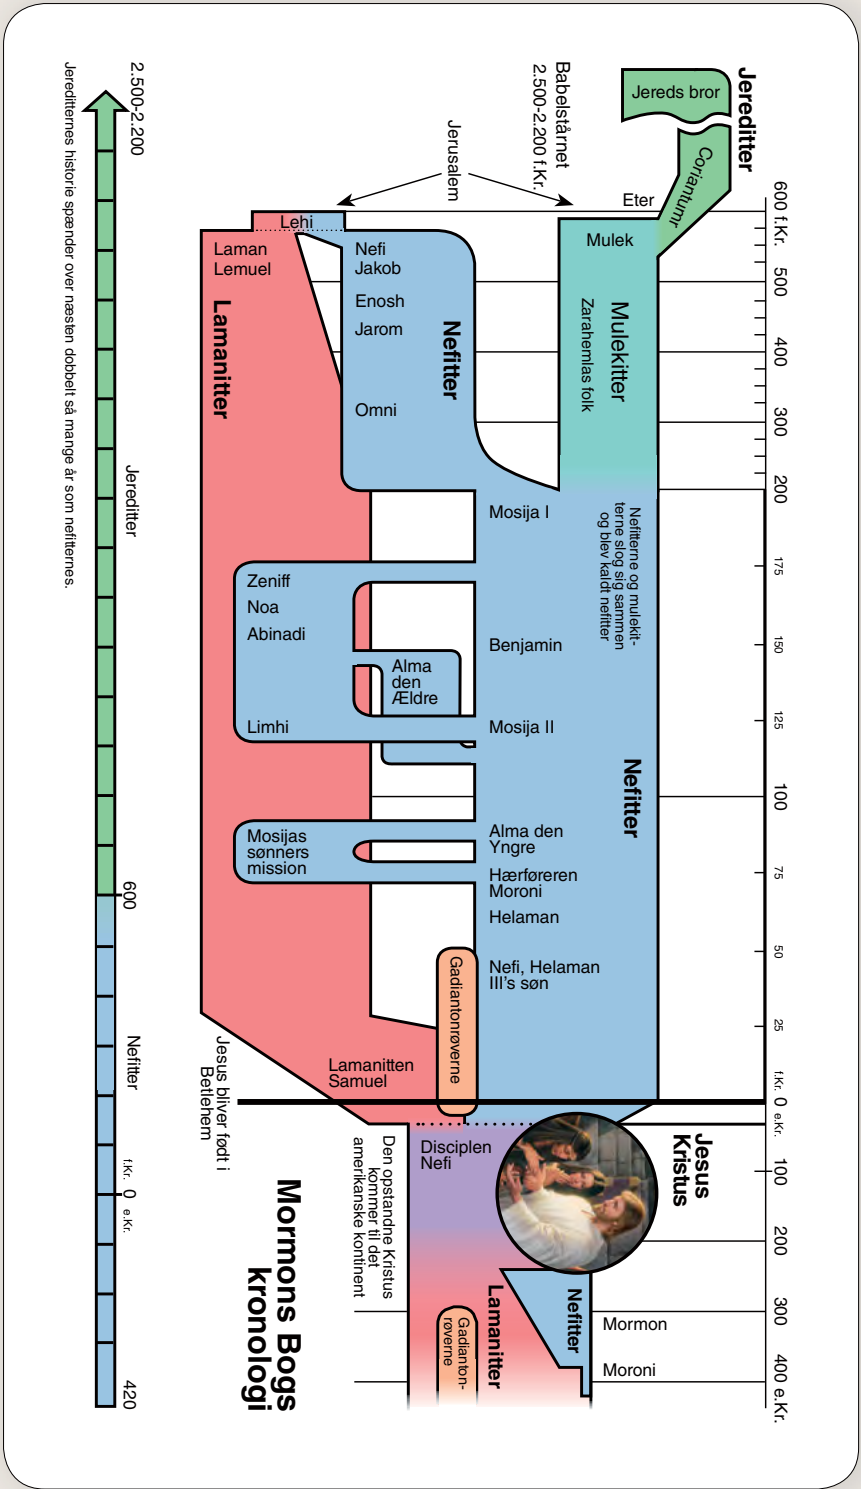 Jereditter
Jereds bror
Coriantumr
Babelstårnet
2.500-2.200 f.Kr.
Jerusalem
600 f.Kr.
500
400
300
200
175
150
125
100
75
50
25
f.Kr. 0 e.Kr.
100
200
300
400 e.Kr.
Eter
Mulek
Mulekitter
Zarahemlas folk
Nefitterne og mulekit-
terne slog sig sammen
og blev kaldt nefitter
Nefitter
Lehi
Laman
Lemuel
Lamanitter
Nefi
Jakob
Enosh
Jarom
Omni
Nefitter
Mosija I
Benjamin
Mosija II
Zeniff
Noa
Abinadi
Limhi
Alma
den
Ældre
Mosijas
sønners
mission
Alma den
Yngre
Hærføreren
Moroni
Helaman
Nefi, Helaman
III's søn
Gadiantonrøverne
Lamanitten
Samuel
Jesus bliver født i
Betlehem
Jesus
Kristus
Disciplen
Nefi
Den opstandne Kristus
kommer til det
amerikanske kontinent
Nefitter
Lamanitter
Gadianton-
røverne
Mormon
Moroni
Mormons Bogs
kronologi
2.500-2.200
Jereditter
600
Nefitter
f.Kr. 0 e.Kr.
420
Jereditternes historie spænder over næsten dobbelt så mange år som nefitternes.